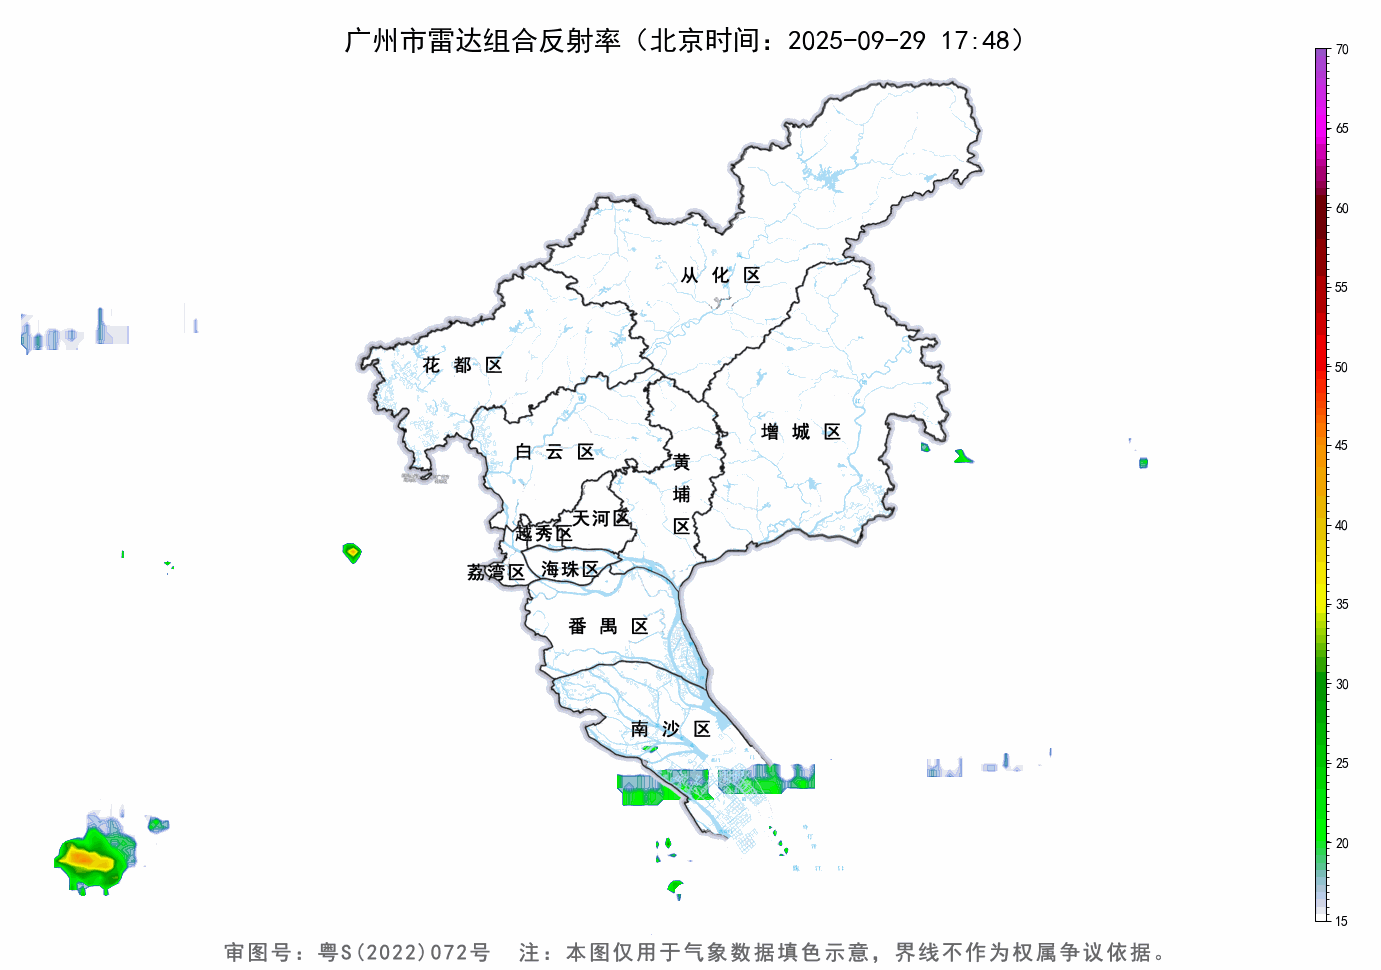 广州市雷达组合反射率（北京时间：2025-09-29 17:48）
70
65
60
55
50
45
40
35
30
25
20
15
从化区
花都区
增城区
白云区
黄埔区
天河区
越秀区
荔湾区
海珠区
番禺区
南沙区
审图号：粤S(2022)072号 注：本图仅用于气象数据填色示意，界线不作为权属争议依据。